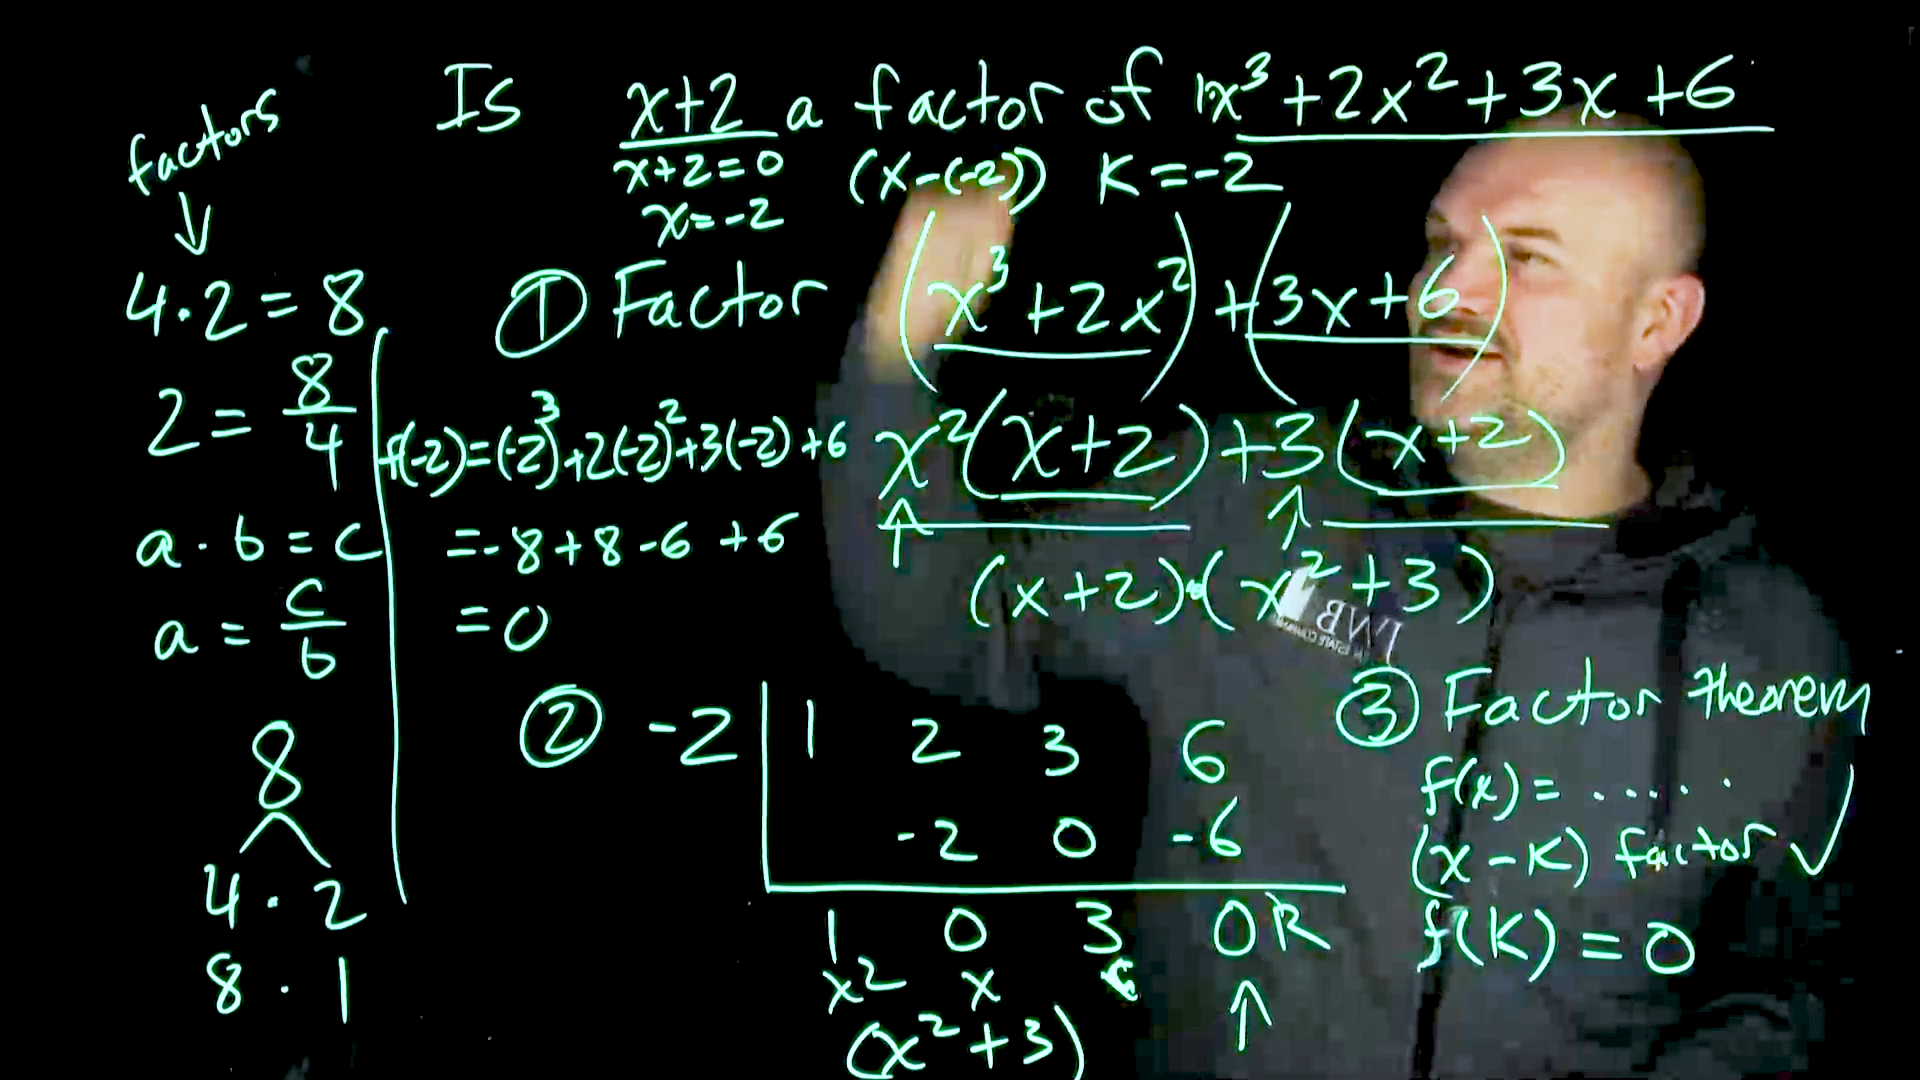 factors
Is x+2 a factor of 1x³+2x²+3x+6
x+2=0 (x-(-2)) K=-2
x=-2
4·2=8
① Factor (x³+2x²)+(3x+6)
2=8/4
f(-2)=(-2)³+2(-2)²+3(-2)+6
x²(x+2)+3(x+2)
a·b=c
=-8+8-6+6
(x+2)·(x²+3)
a=c/b
=0
8
4·2
8·1
② -2 | 1 2 3 6
-2 0 -6
1 0 3 0R
x2 x c
(x²+3)
③ Factor theorem
f(x)=.....
(x-K) factor ✓
f(K)=0